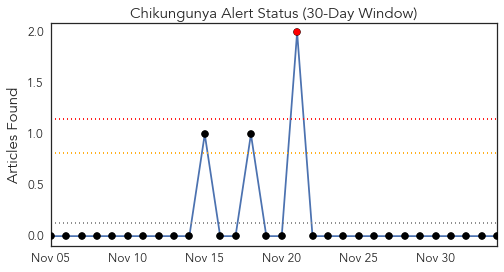 Chikungunya Alert Status (30-Day Window)
Articles Found
2.0
1.5
1.0
0.5
0.0
Nov 05 Nov 10 Nov 15 Nov 20 Nov 25 Nov 30